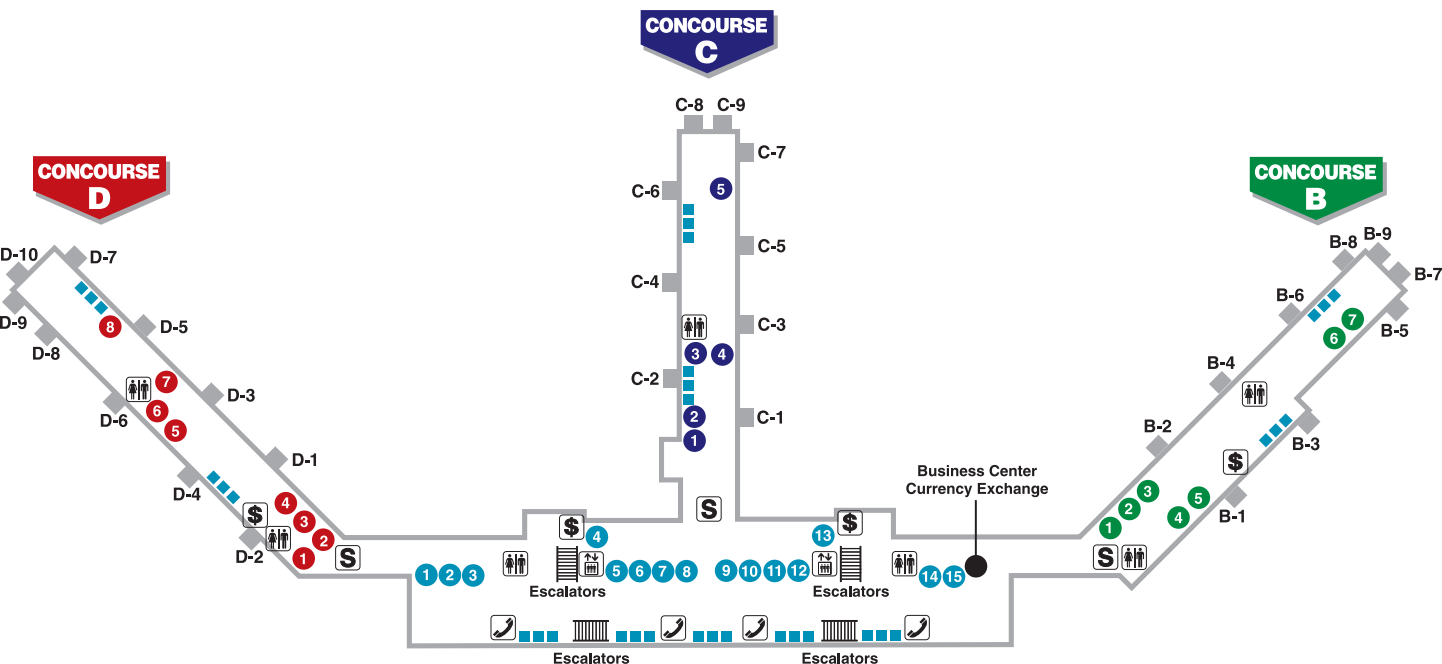 CONCOURSE
C
C-8 C-9
C-7
CONCOURSE
D
CONCOURSE
B
C-6
5
C-5
C-4
C-3
3 4
C-2
2
C-1
1
S
D-10
D-7
D-9
D-8
8
D-5
7
D-3
D-6
6
5
D-1
D-4
4
$
3
D-2
2
1
S
B-8
B-9
B-7
B-6
7
B-5
6
B-4
B-3
B-2
$
3
5
B-1
2
4
1
S
Business Center
Currency Exchange
$
4
13
$
1 2 3
5 6 7 8
9 10 11 12
14 15
Escalators
Escalators
Escalators
Escalators